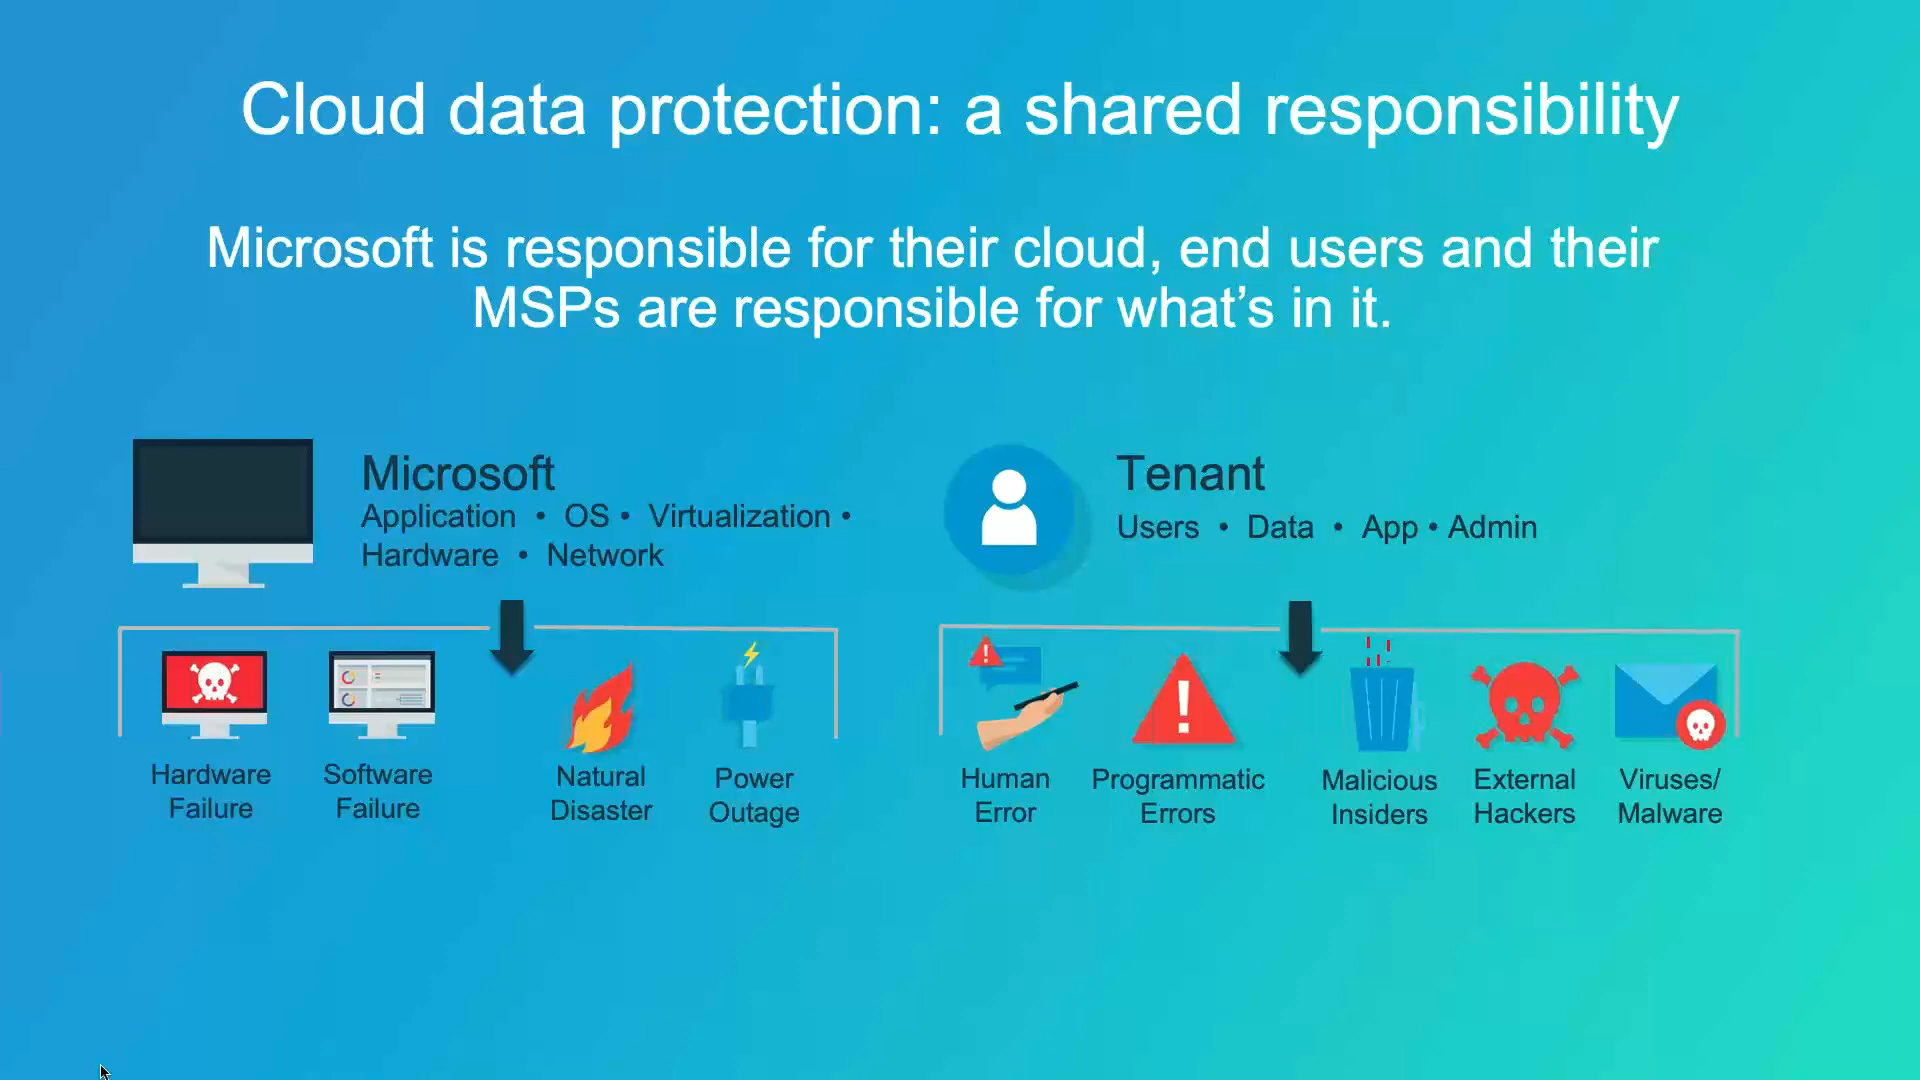 Cloud data protection: a shared responsibility
Microsoft is responsible for their cloud, end users and their
MSPs are responsible for what’s in it.
Microsoft
Application • OS • Virtualization •
Hardware • Network
Hardware
Failure
Software
Failure
Natural
Disaster
Power
Outage
Tenant
Users • Data • App • Admin
Human
Error
Programmatic
Errors
Malicious
Insiders
External
Hackers
Viruses/
Malware